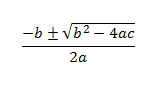 −b ± √b² − 4ac
2a